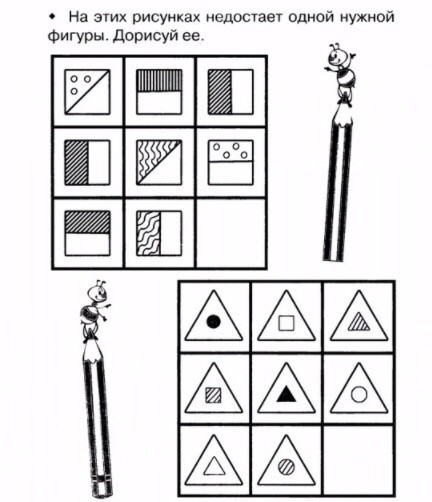 • На этих рисунках недостает одной нужной
фигуры. Дорисуй ее.